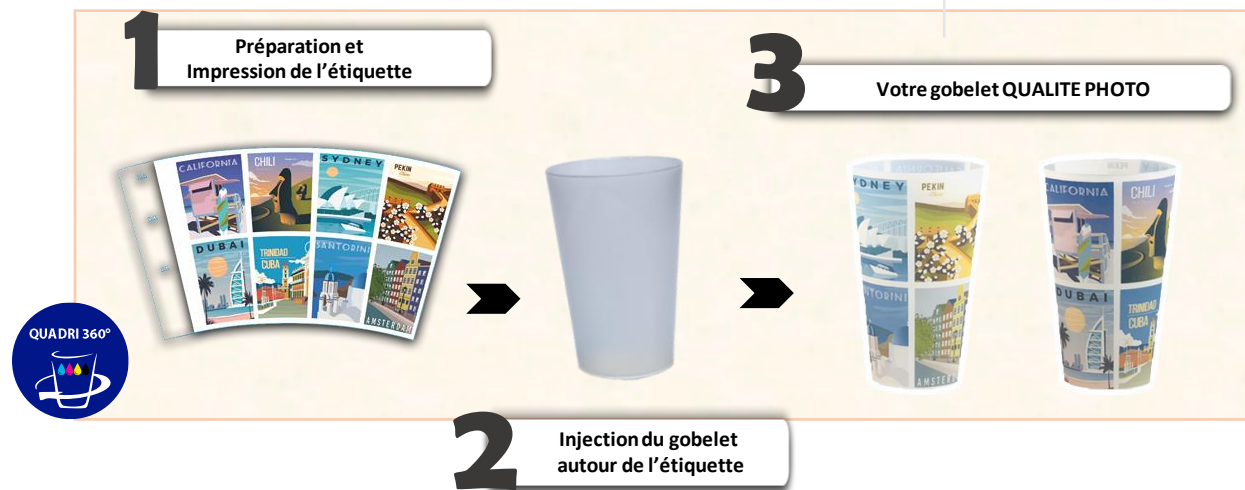 1
Préparation et
Impression de l'étiquette
3
Votre gobelet QUALITE PHOTO
CALIFORNIA
CHILI
SYDNEY
PEKIN
DUBAI
TRINIDAD
CUBA
SANTORINI
AMSTERDAM
YDNEY
PEKIN
TORINI
AMSTE
CALIFORNIA
CHILI
DUBAI
TRINIDAD
CUBA
QUADRI 360°
2
Injection du gobelet
autour de l'étiquette